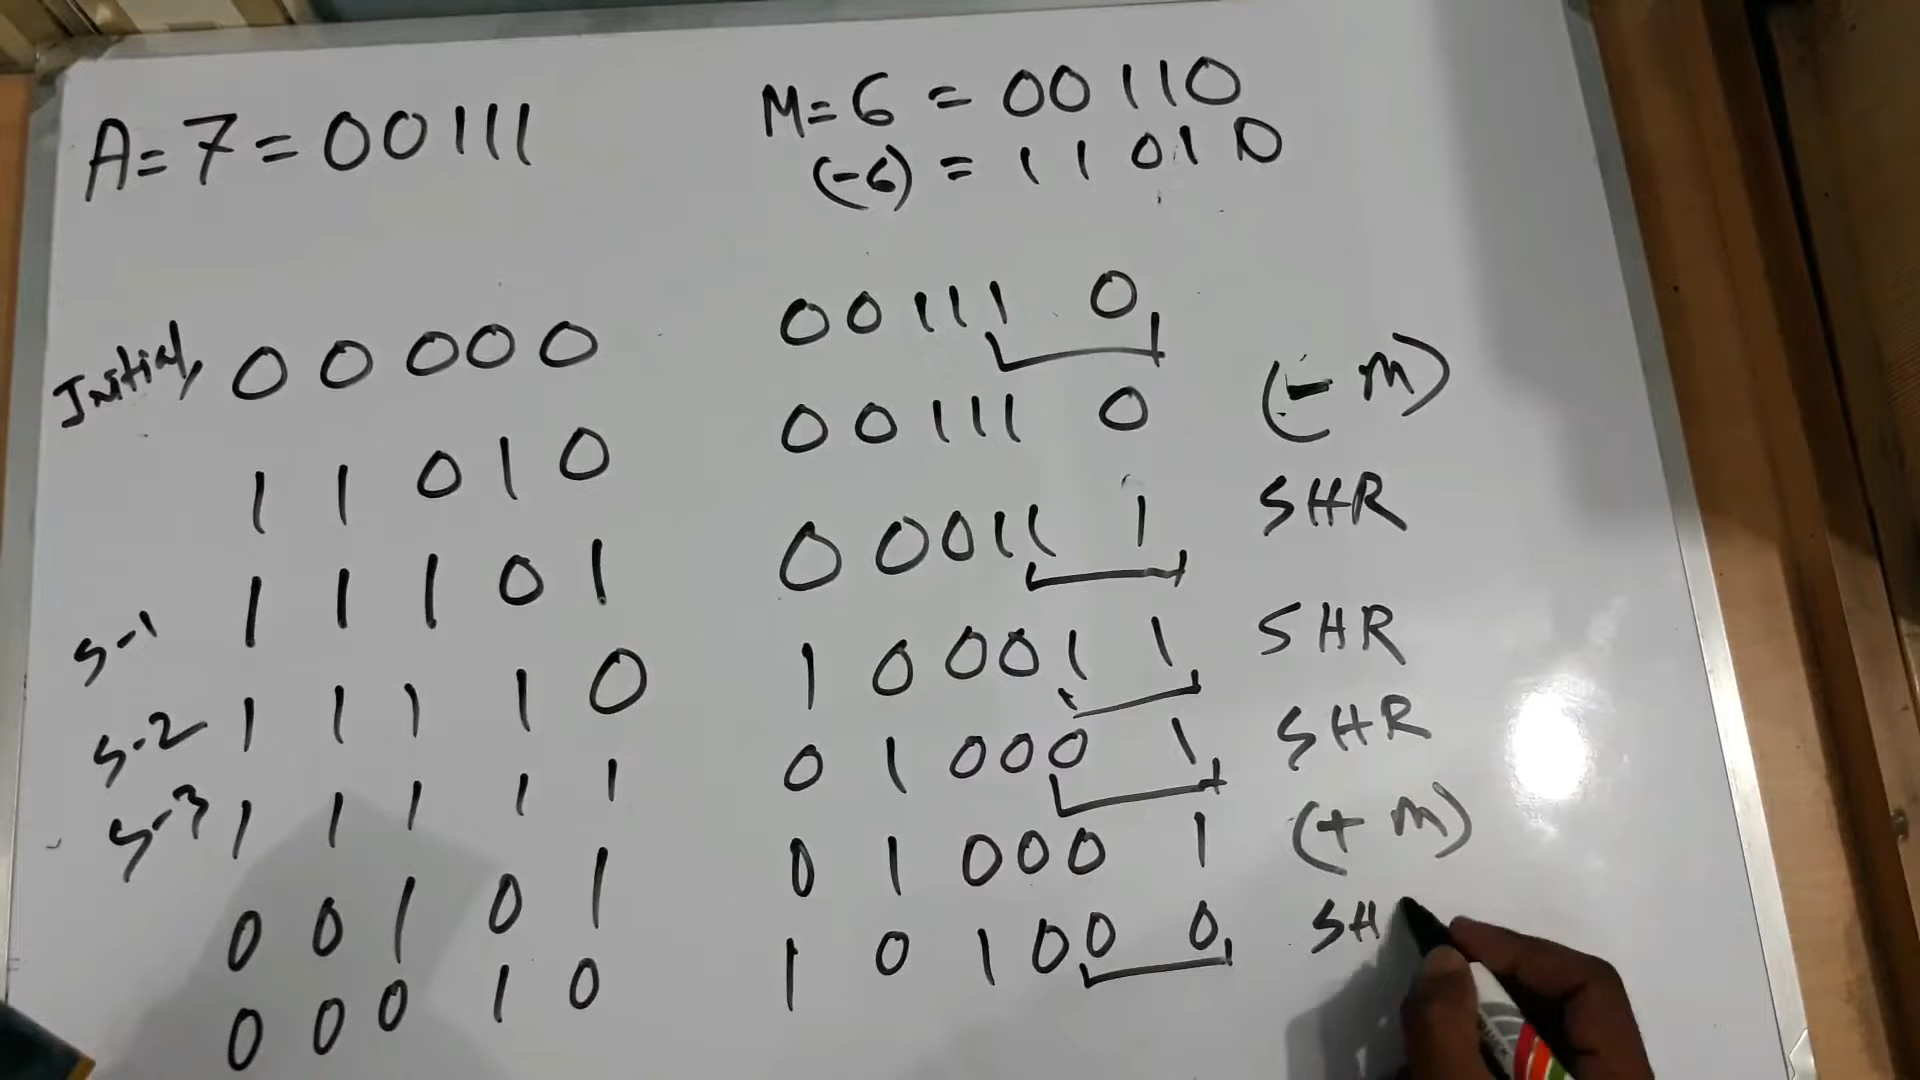 A=7=00111
M=6 = 00110
(-6) = 11010
Initial, 00000 00111 0
11010 00111 0 (-M)
S-1 11101 00011 1 SHR
S-2 11110 10001 1 SHR
S-3 11111 01000 1 SHR
00101 01000 1 (+M)
00010 10100 0 SH